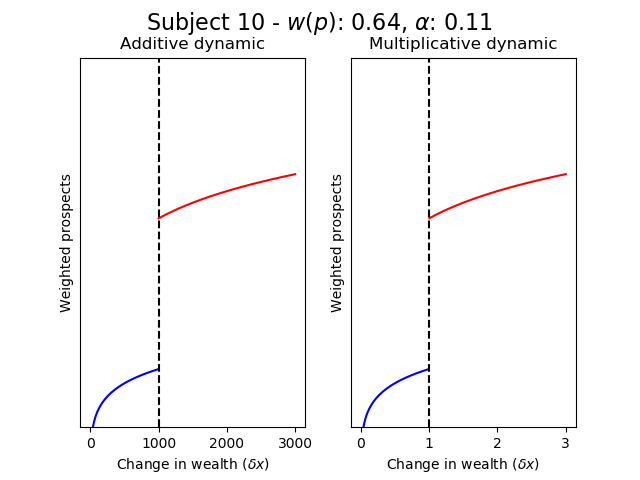 Subject 10 - w(p): 0.64, α: 0.11
Additive dynamic
Weighted prospects
0 1000 2000 3000
Change in wealth (δx)
Multiplicative dynamic
Weighted prospects
0 1 2 3
Change in wealth (δx)